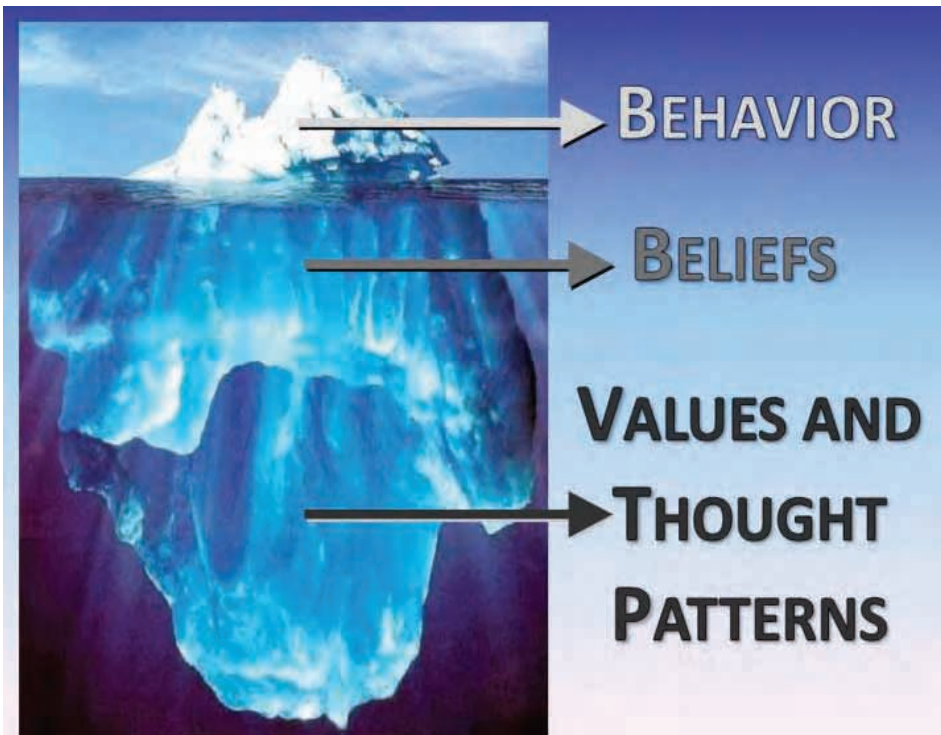 BEHAVIOR
BELIEFS
VALUES AND
THOUGHT
PATTERNS